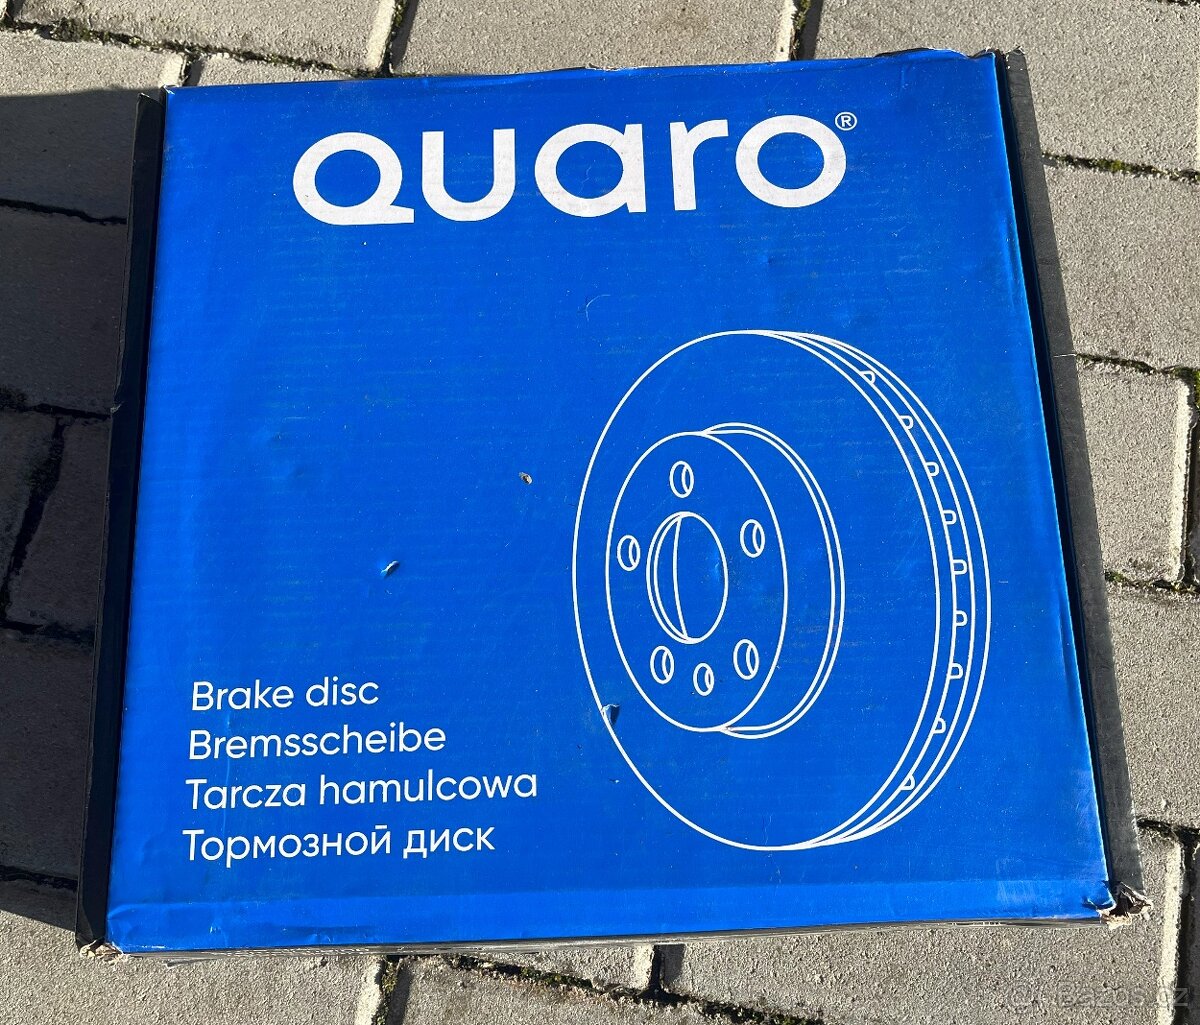 Quaro®
Brake disc
Bremsscheibe
Tarcza hamulcowa
Тормозной диск